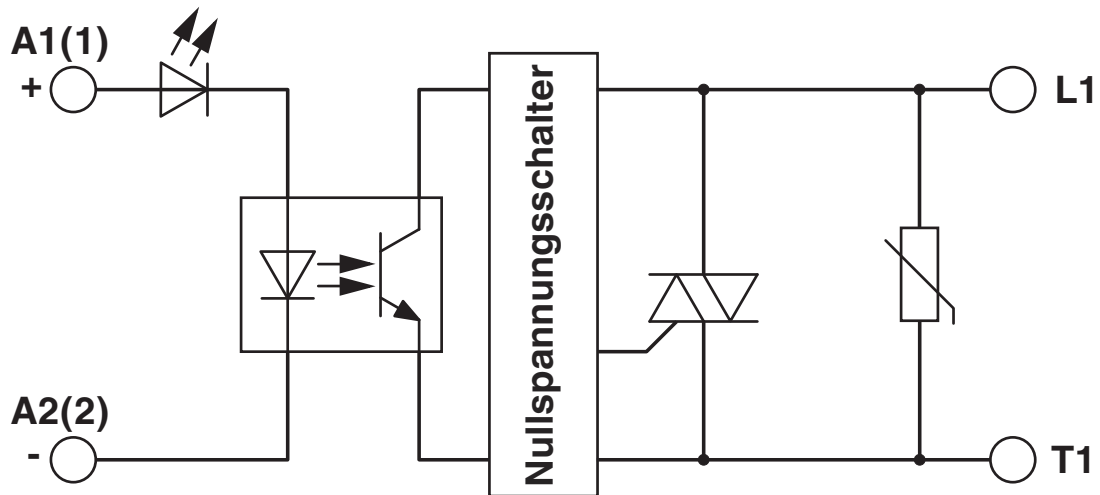 A1(1)
+
A2(2)
-
Nullspannungsschalter
L1
T1